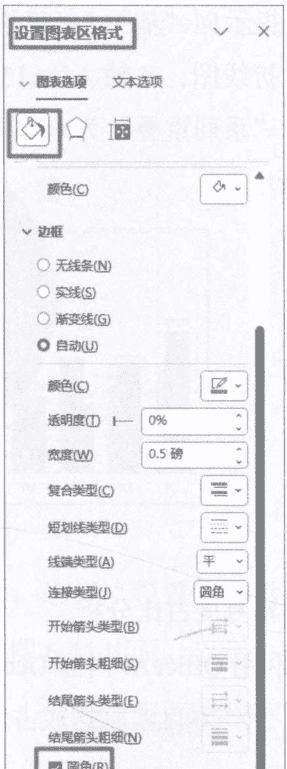 设置图表区格式
图表选项 文本选项
颜色(C)
边框
无线条(N)
实线(S)
渐变线(G)
自动(U)
颜色(C)
透明度(T) 0%
宽度(W) 0.5 磅
复合类型(C)
短划线类型(D)
线端类型(A) 平
连接类型(J) 圆角
开始箭头类型(B)
开始箭头粗细(S)
结尾箭头类型(E)
结尾箭头粗细(N)
圆角(R)